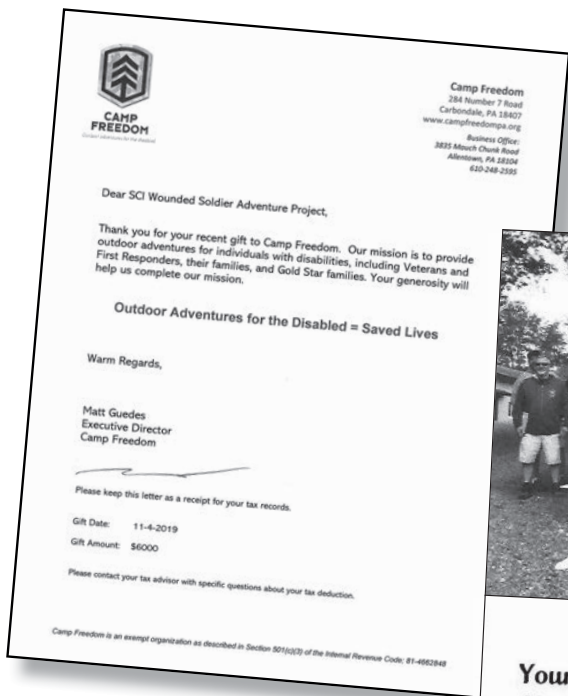 CAMP
FREEDOM
Camp Freedom
284 Number 7 Road
Carbondale, PA 18407
www.campfreedompa.org
Business Office:
3835 Mauch Chunk Road
Allentown, PA 18104
610-248-2595
Dear SCI Wounded Soldier Adventure Project,
Thank you for your recent gift to Camp Freedom. Our mission is to provide
outdoor adventures for individuals with disabilities, including Veterans and
First Responders, their families, and Gold Star families. Your generosity will
help us complete our mission.
Outdoor Adventures for the Disabled = Saved Lives
Warm Regards,
Matt Guedes
Executive Director
Camp Freedom
Please keep this letter as a receipt for your tax records.
Gift Date: 11-4-2019
Gift Amount: $6000
Please contact your tax advisor with specific questions about your tax deduction.
Camp Freedom is an exempt organization as described in Section 501(c)(3) of the Internal Revenue Code; 81-4662848
Your